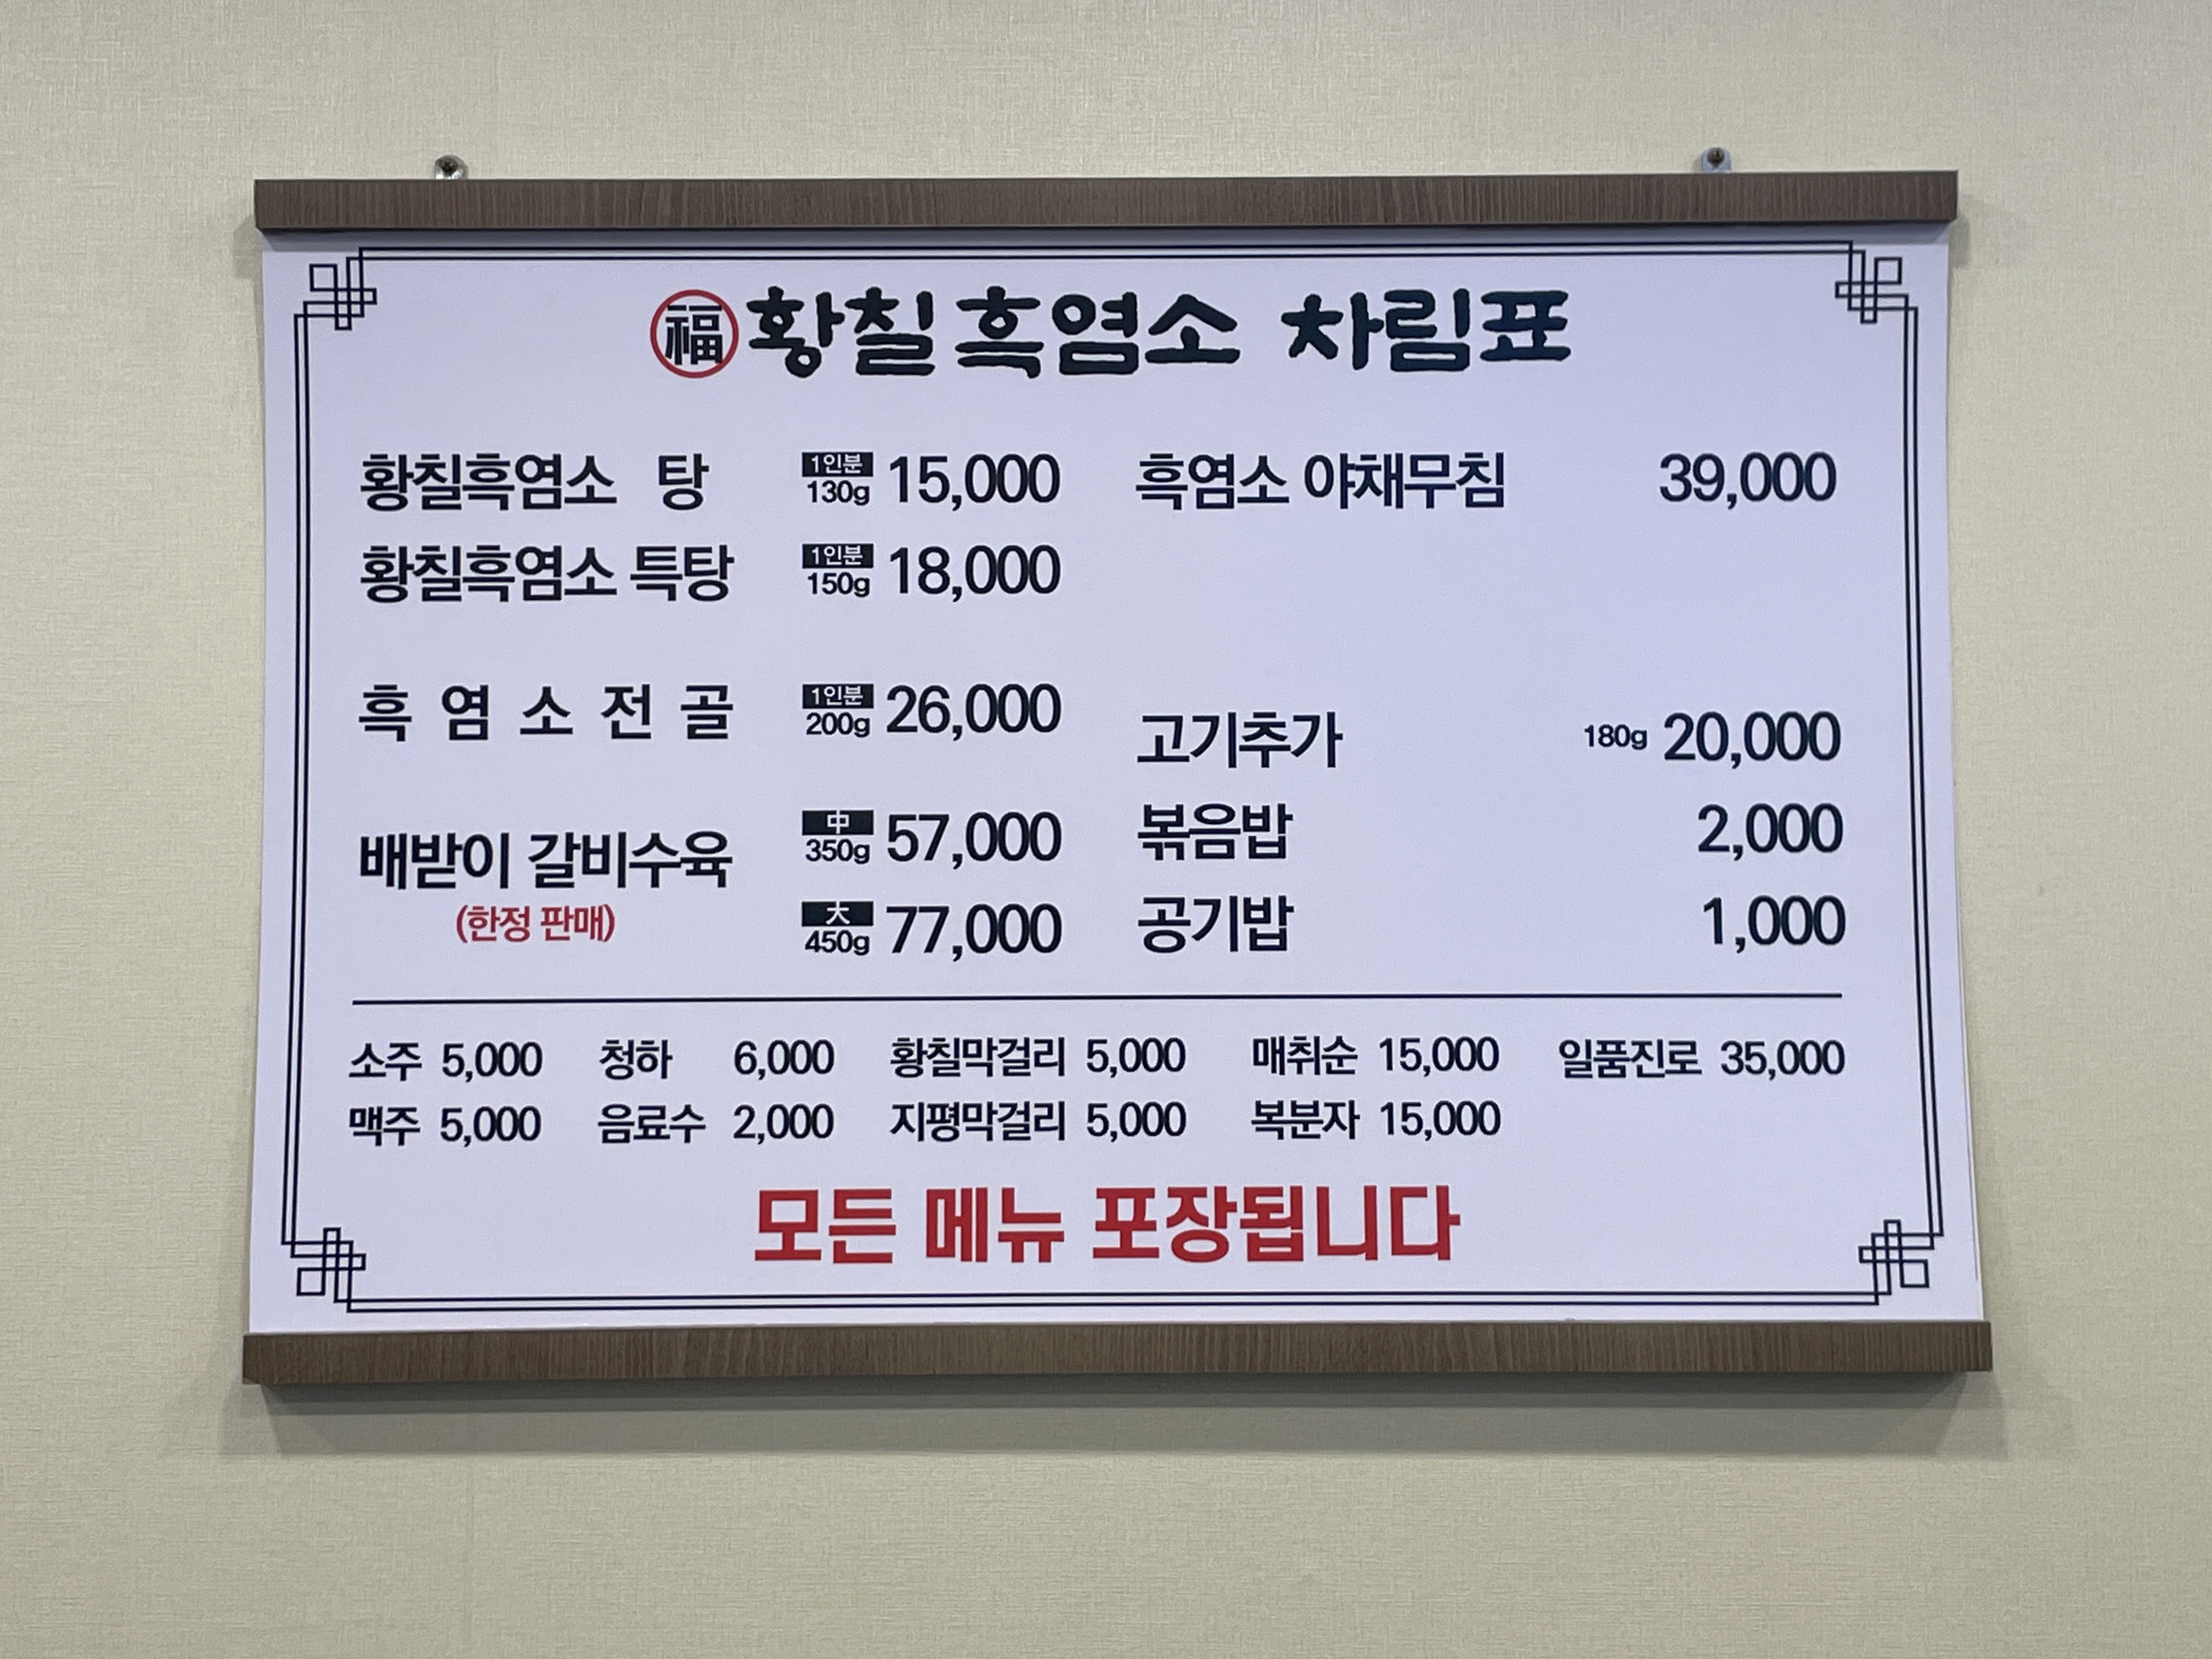 福 황칠흑염소 차림표
황칠흑염소 탕 1인분 130g 15,000
황칠흑염소 특탕 1인분 150g 18,000
흑염소전골 1인분 200g 26,000
배받이 갈비수육 中 350g 57,000
(한정 판매) 大 450g 77,000
흑염소 야채무침 39,000
고기추가 180g 20,000
볶음밥 2,000
공기밥 1,000
소주 5,000 청하 6,000 황칠막걸리 5,000 매취순 15,000 일품진로 35,000
맥주 5,000 음료수 2,000 지평막걸리 5,000 복분자 15,000
모든 메뉴 포장됩니다